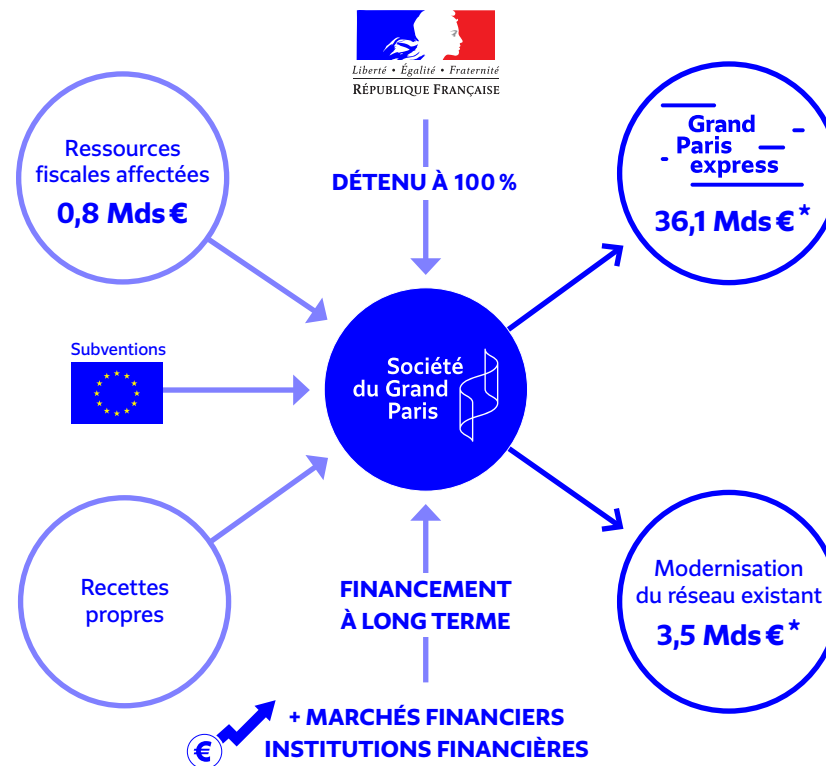 Liberté • Égalité • Fraternité
RÉPUBLIQUE FRANÇAISE
Ressources
fiscales affectées
0,8 Mds €
DÉTENU À 100 %
Grand
Paris
express
36,1 Mds € *
Subventions
Société
du Grand
Paris
Recettes
propres
FINANCEMENT
À LONG TERME
Modernisation
du réseau existant
3,5 Mds € *
€
+ MARCHÉS FINANCIERS
INSTITUTIONS FINANCIÈRES